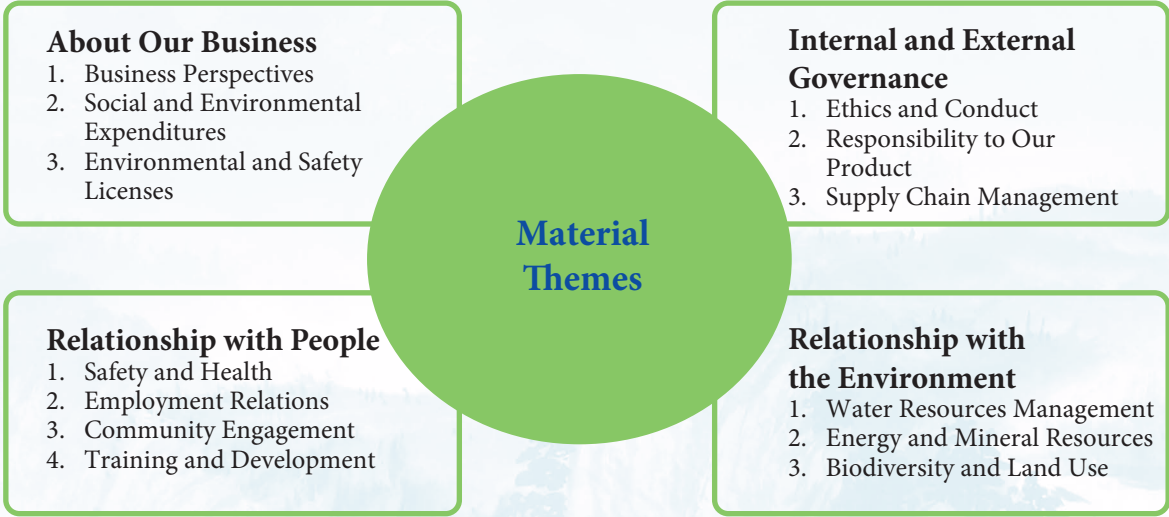 About Our Business
1. Business Perspectives
2. Social and Environmental
Expenditures
3. Environmental and Safety
Licenses
Internal and External
Governance
1. Ethics and Conduct
2. Responsibility to Our
Product
3. Supply Chain Management
Material
Themes
Relationship with People
1. Safety and Health
2. Employment Relations
3. Community Engagement
4. Training and Development
Relationship with
the Environment
1. Water Resources Management
2. Energy and Mineral Resources
3. Biodiversity and Land Use